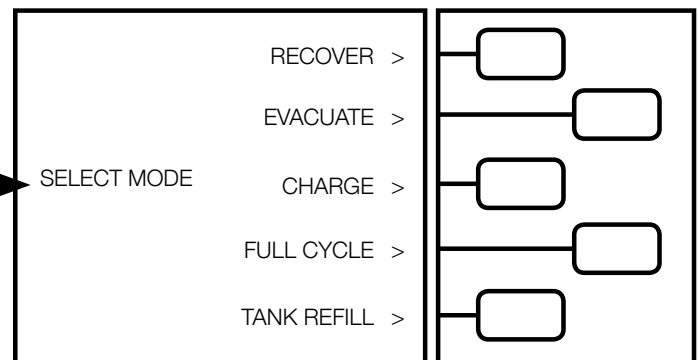 RECOVER >
EVACUATE >
SELECT MODE
CHARGE >
FULL CYCLE >
TANK REFILL >